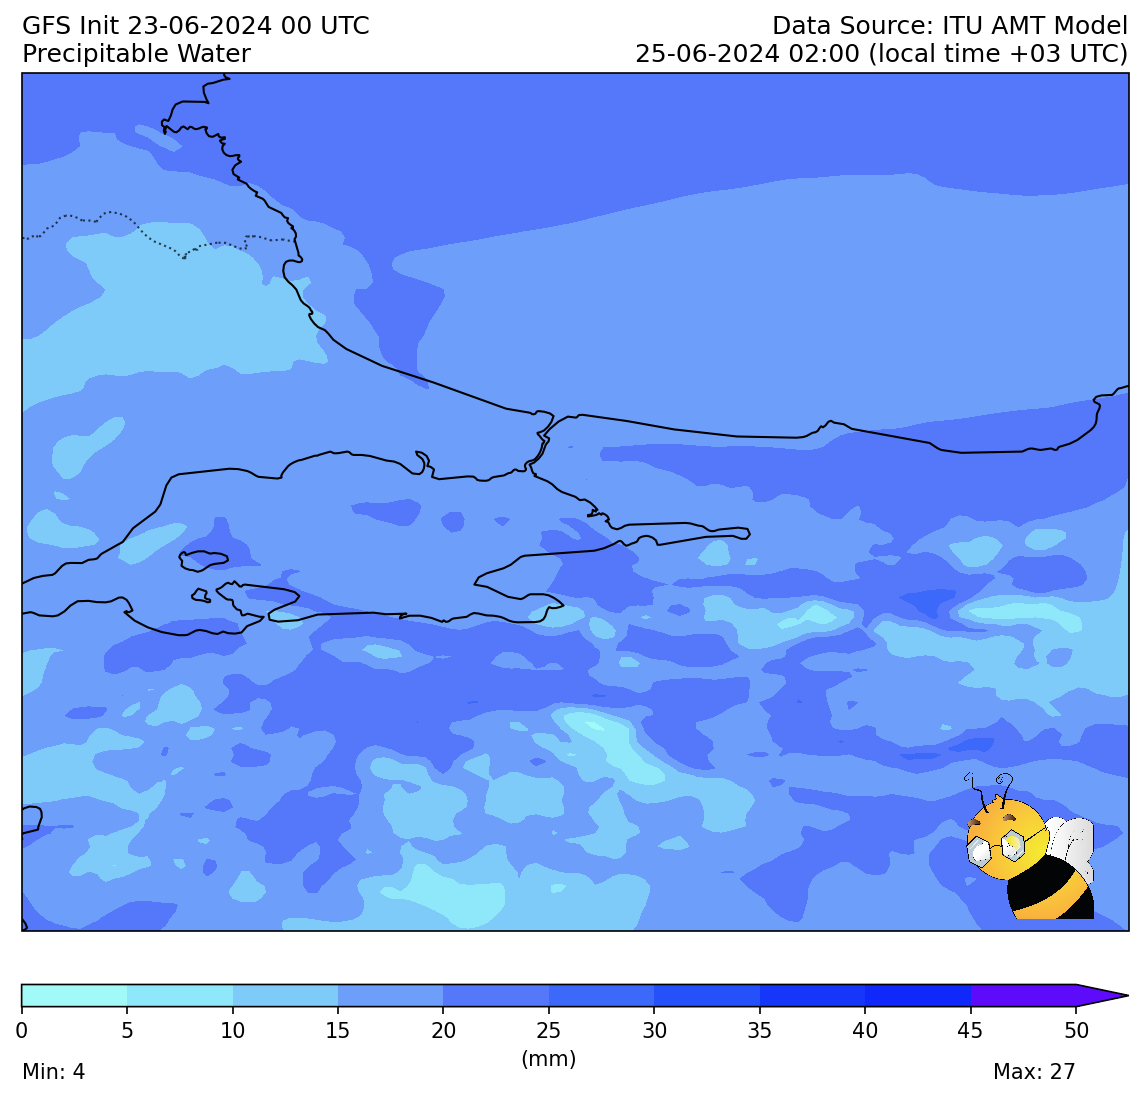 GFS Init 23-06-2024 00 UTC
Data Source: ITU AMT Model
Precipitable Water
25-06-2024 02:00 (local time +03 UTC)
0 5 10 15 20 25 30 35 40 45 50
(mm)
Min: 4
Max: 27